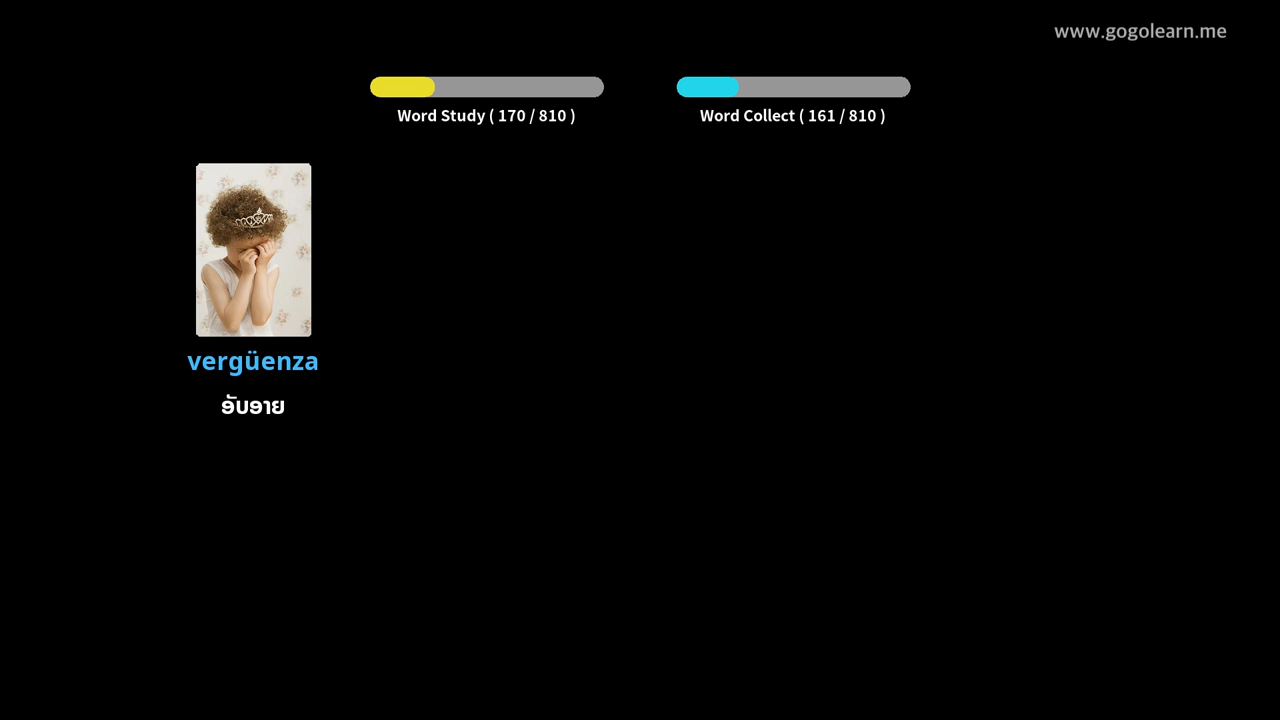 www.gogolearn.me
Word Study ( 170 / 810 )
Word Collect ( 161 / 810 )
vergüenza
ອັບອາຍ